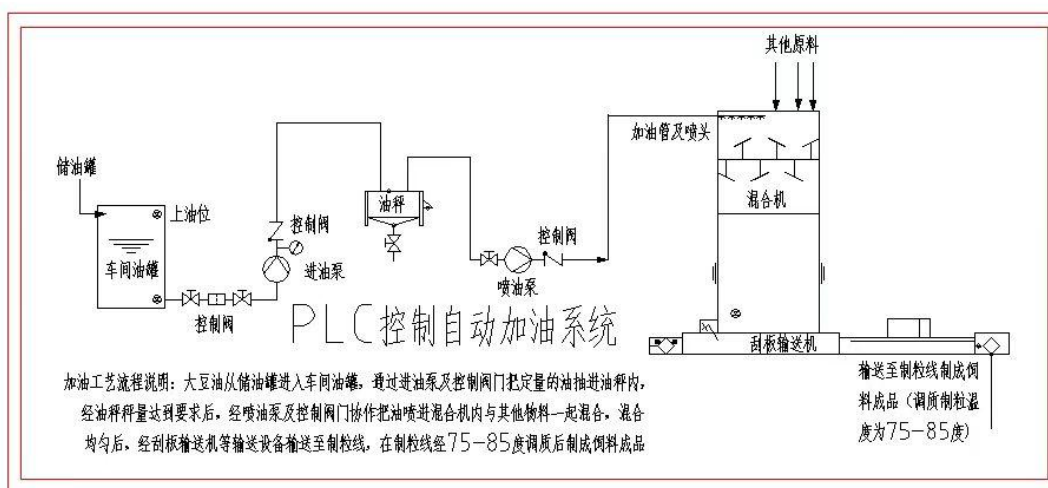 其他原料
加油管及喷头
储油罐
上油位
控制阀
油秤
控制阀
混合机
车间油罐
进油泵
喷油泵
控制阀
PLC控制自动加油系统
刮板输送机
加油工艺流程说明：大豆油从储油罐进入车间油罐，通过进油泵及控制阀门把定量的油抽进油秤内，
经油秤秤量达到要求后，经喷油泵及控制阀门协作把油喷进混合机内与其他物料一起混合，混合
均匀后，经刮板输送机等输送设备输送至制粒线，在制粒线经75-85度调质后制成饲料成品
输送至制粒线制成饲
料成品（调质制粒温
度为75-85度）